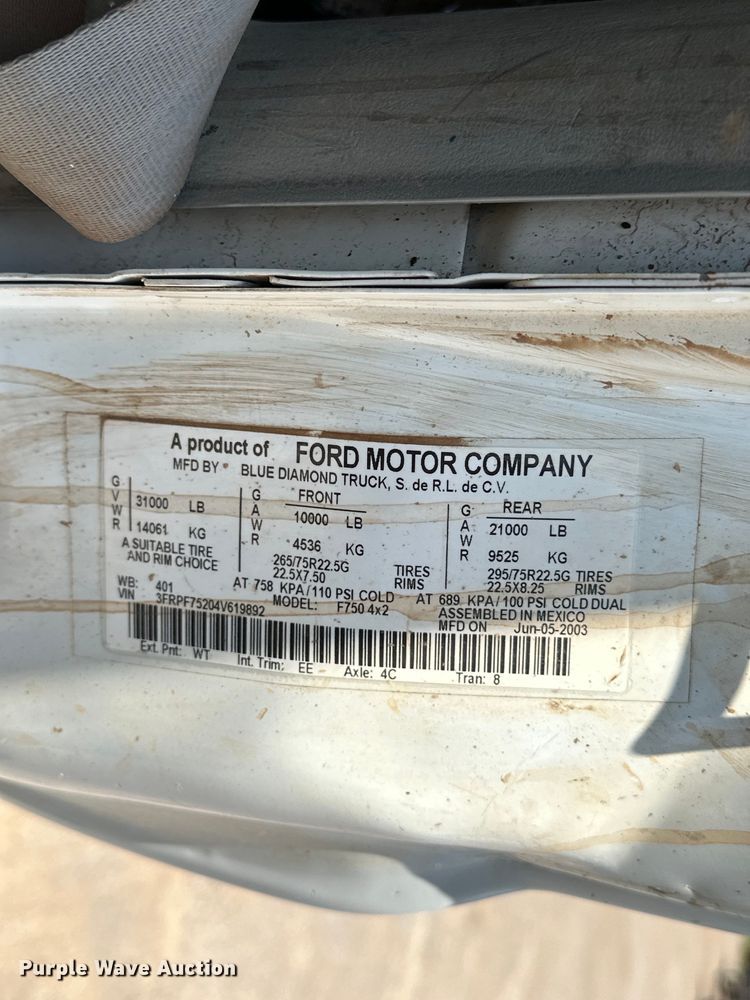 A product of FORD MOTOR COMPANY
MFD BY BLUE DIAMOND TRUCK, S. de R.L. de C.V.
GVWR 31000 LB
14061 KG
GAWR FRONT
10000 LB
4536 KG
GAWR REAR
21000 LB
9525 KG
A SUITABLE TIRE
AND RIM CHOICE
265/75R22.5G TIRES
22.5X7.50 RIMS
295/75R22.5G TIRES
22.5X8.25 RIMS
WB: 401 AT 758 KPA/110 PSI COLD AT 689 KPA/100 PSI COLD DUAL
VIN 3FRPF75204V619892 MODEL: F750 4x2 ASSEMBLED IN MEXICO
MFD ON Jun-05-2003
Ext. Pnt: WT Int. Trim: EE Axle: 4C Tran: 8
Purple Wave Auction